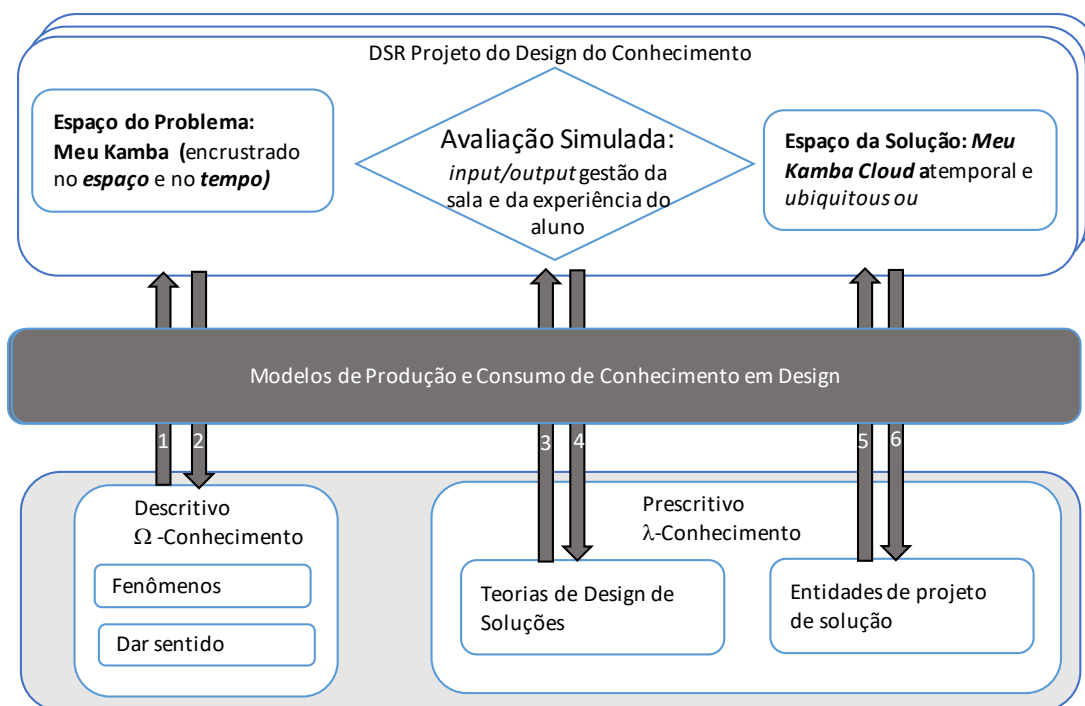 DSR Projeto do Design do Conhecimento
Espaço do Problema:
Meu Kamba (encrustrado
no espaço e no tempo)
Avaliação Simulada:
input/output gestão da
sala e da experiência do
aluno
Espaço da Solução: Meu
Kamba Cloud atemporal e
ubiquitous ou
Modelos de Produção e Consumo de Conhecimento em Design
1 2 3 4 5 6
Descritivo
Ω -Conhecimento
Fenômenos
Dar sentido
Prescritivo
λ-Conhecimento
Teorias de Design de
Soluções
Entidades de projeto
de solução